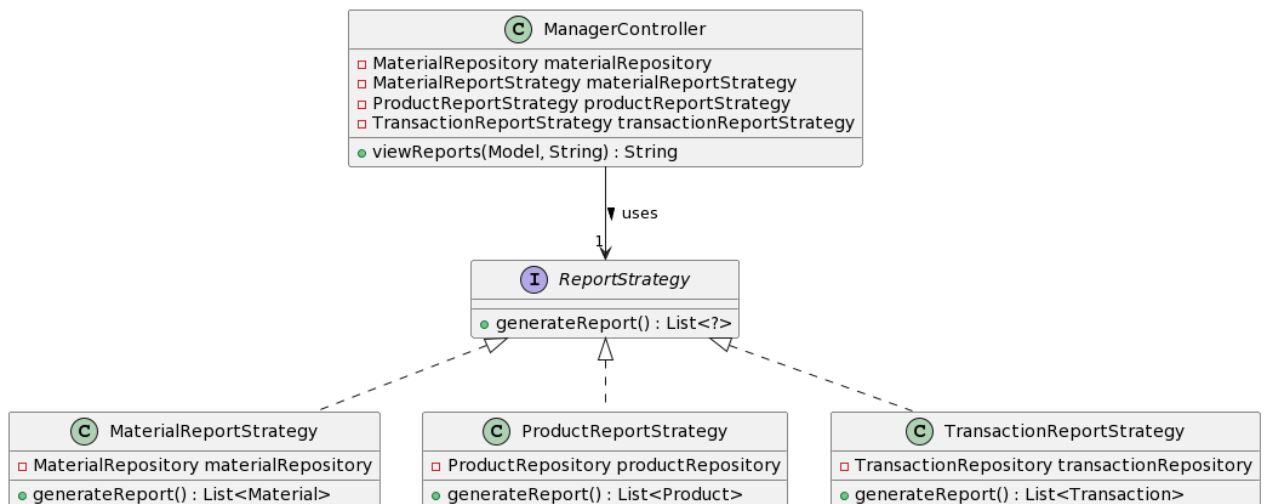 C ManagerController
MaterialRepository materialRepository
MaterialReportStrategy materialReportStrategy
ProductReportStrategy productReportStrategy
TransactionReportStrategy transactionReportStrategy
viewReports(Model, String) : String
uses
1
I ReportStrategy
generateReport() : List<?>
C MaterialReportStrategy
MaterialRepository materialRepository
generateReport() : List<Material>
C ProductReportStrategy
ProductRepository productRepository
generateReport() : List<Product>
C TransactionReportStrategy
TransactionRepository transactionRepository
generateReport() : List<Transaction>